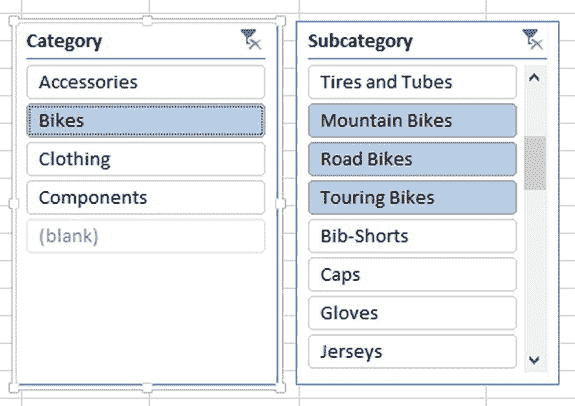 Category
Accessories
Bikes
Clothing
Components
(blank)
Subcategory
Tires and Tubes
Mountain Bikes
Road Bikes
Touring Bikes
Bib-Shorts
Caps
Gloves
Jerseys